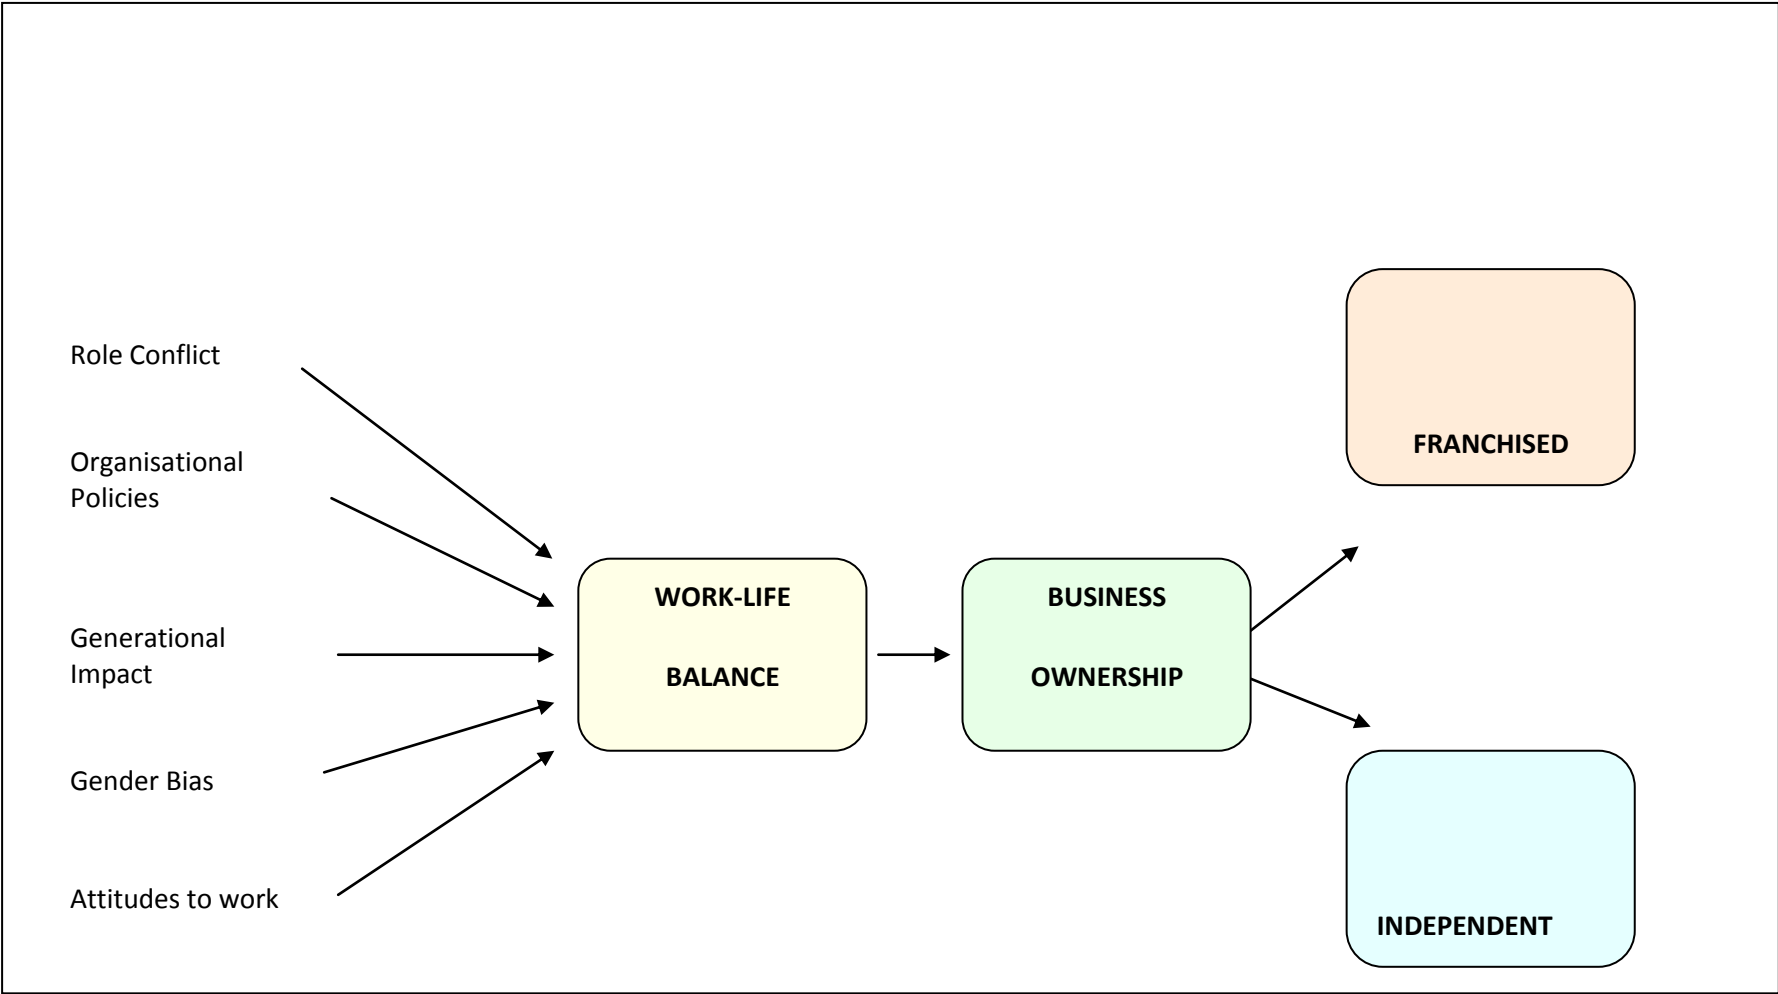 Role Conflict
Organisational
Policies
Generational
Impact
Gender Bias
Attitudes to work
WORK-LIFE
BALANCE
BUSINESS
OWNERSHIP
FRANCHISED
INDEPENDENT